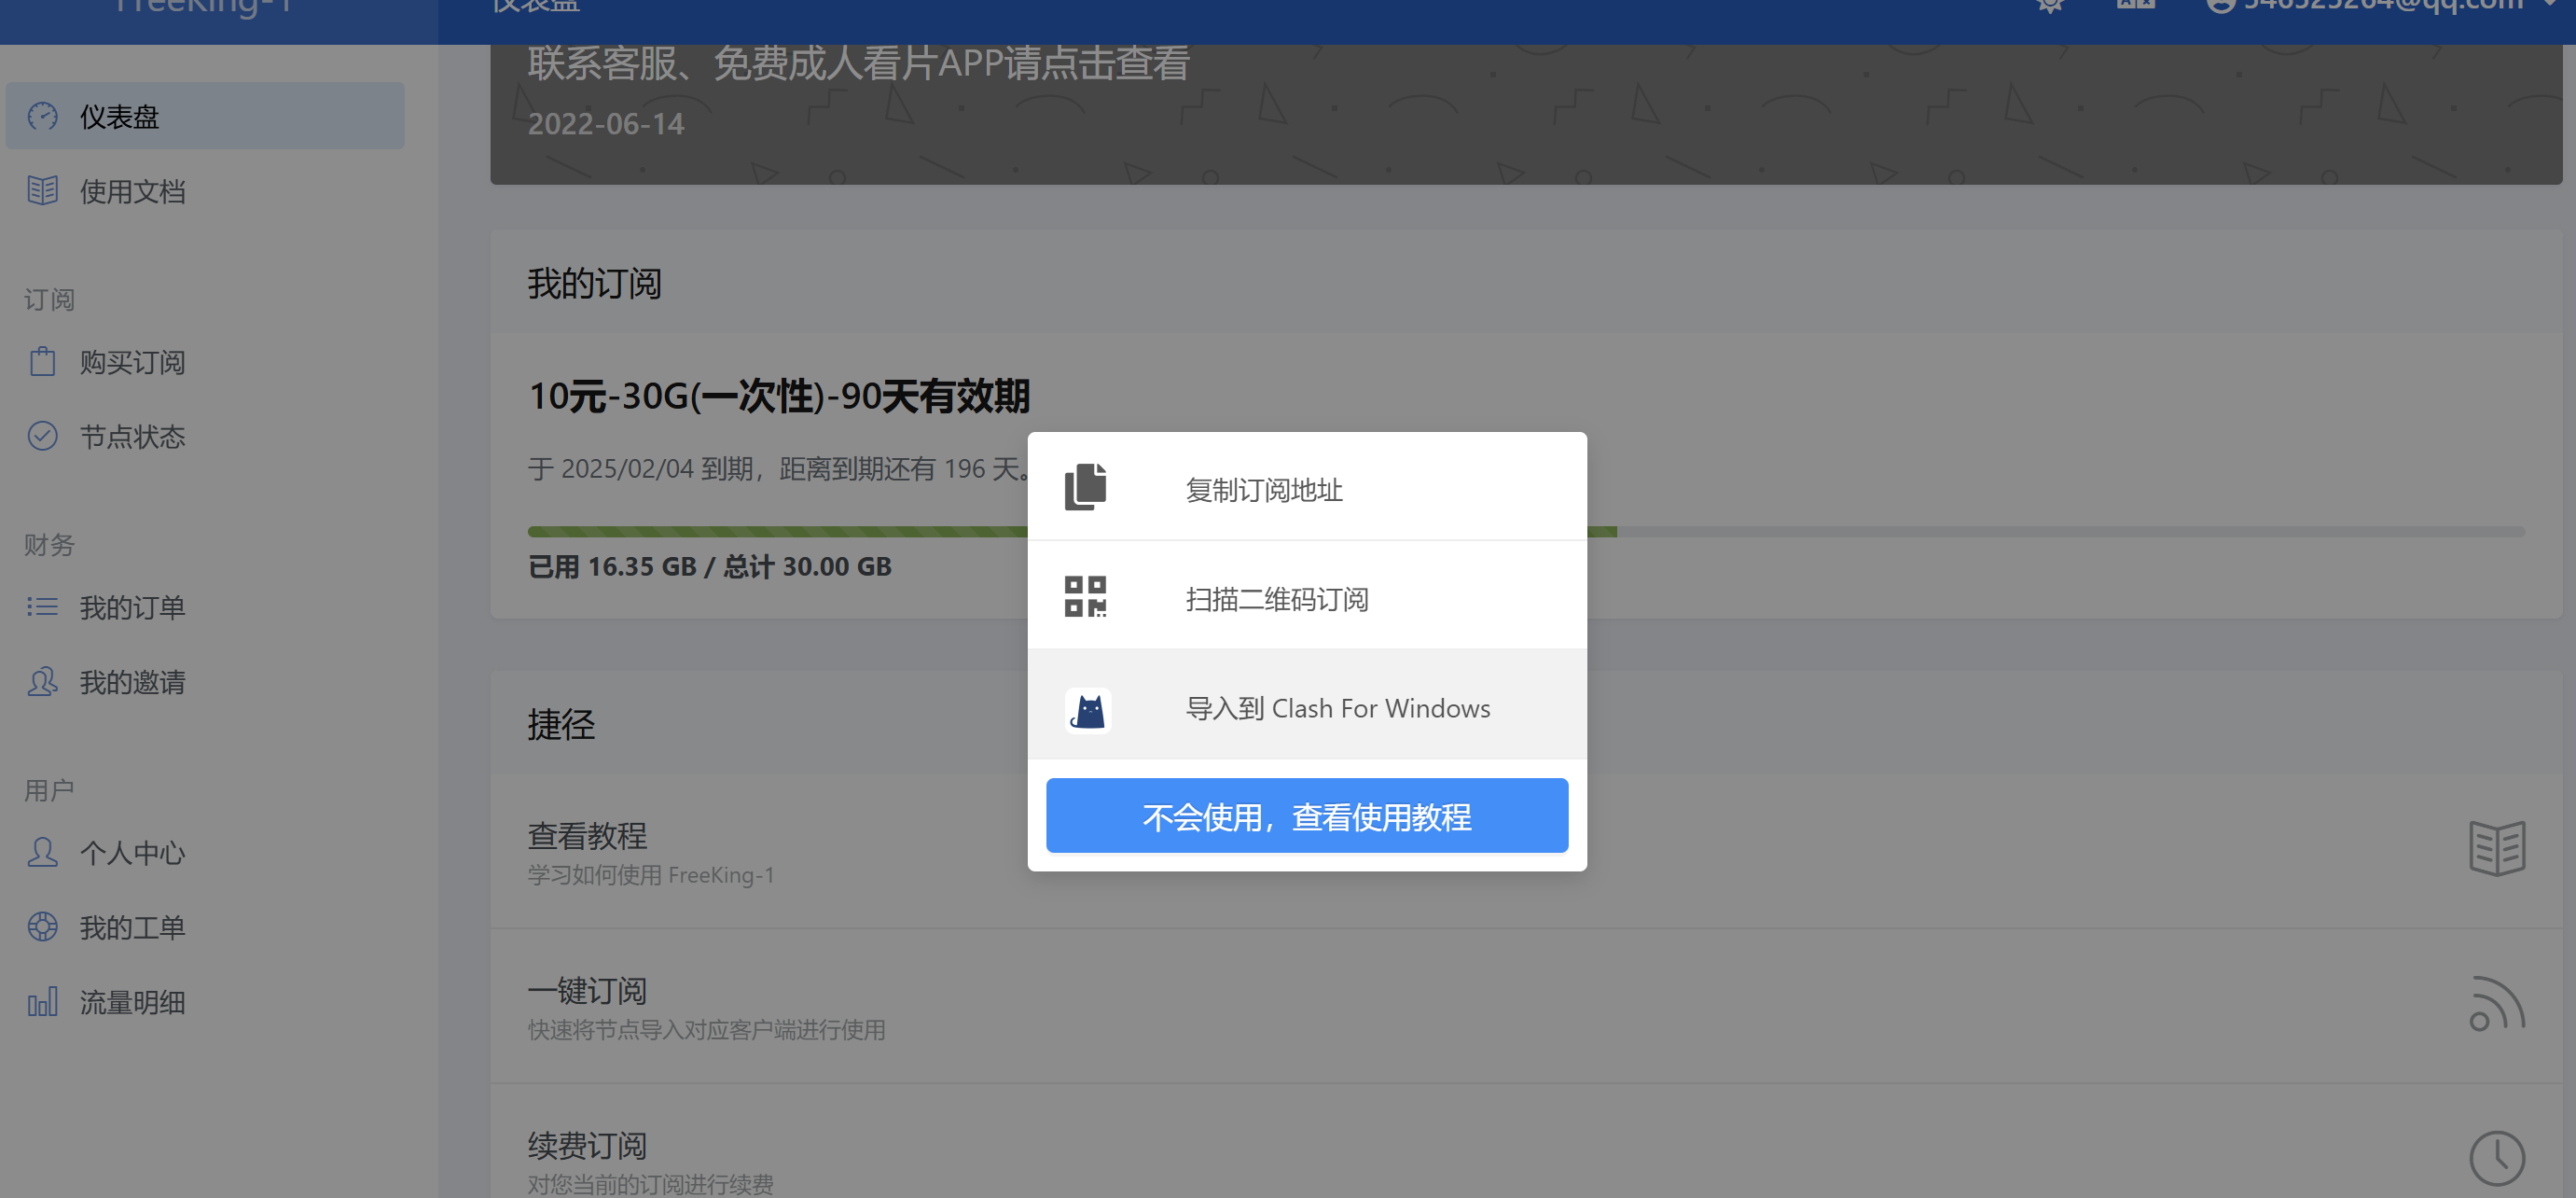 FreeKing-1
仪表盘
仪表盘
使用文档
订阅
购买订阅
节点状态
财务
我的订单
我的邀请
用户
个人中心
我的工单
流量明细
联系客服、免费成人看片APP请点击查看
2022-06-14
我的订阅
10元-30G(一次性)-90天有效期
于 2025/02/04 到期，距离到期还有 196 天。
已用 16.35 GB / 总计 30.00 GB
复制订阅地址
扫描二维码订阅
导入到 Clash For Windows
不会使用，查看使用教程
捷径
查看教程
学习如何使用 FreeKing-1
一键订阅
快速将节点导入对应客户端进行使用
续费订阅
对您当前的订阅进行续费